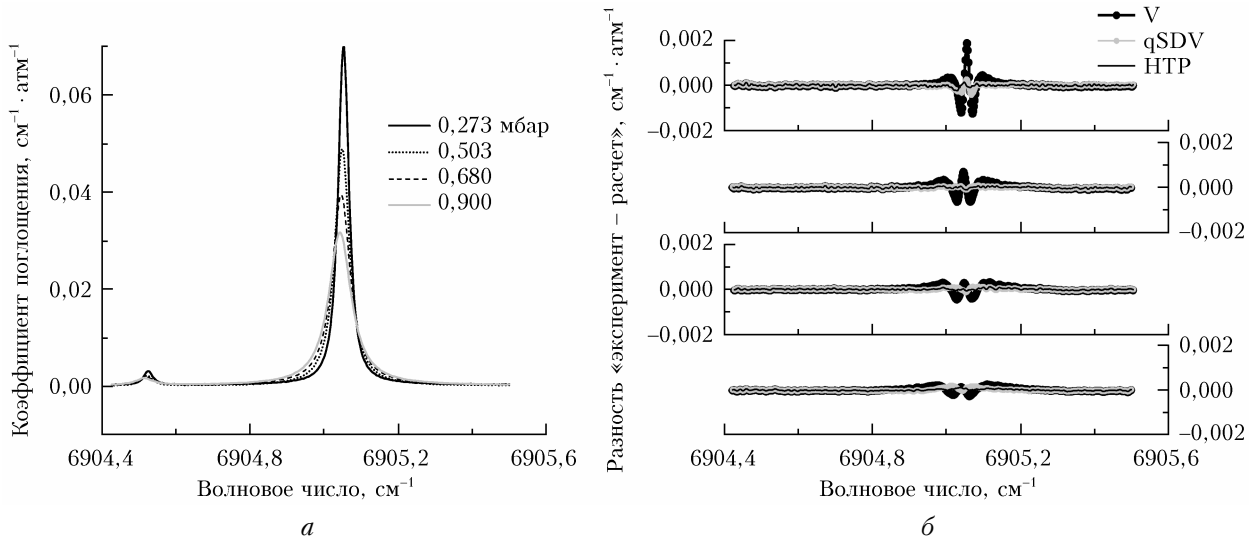 Коэффициент поглощения, см⁻¹ · атм⁻¹
0,06
0,04
0,02
0,00
0,273 мбар
0,503
0,680
0,900
6904,4 6904,8 6905,2 6905,6
Волновое число, см⁻¹
а
Разность «эксперимент – расчет», см⁻¹ · атм⁻¹
V
qSDV
HTP
0,002
0,000
–0,002
0,002
0,000
–0,002
0,002
0,000
–0,002
0,002
0,000
–0,002
6904,4 6904,8 6905,2 6905,6
Волновое число, см⁻¹
б